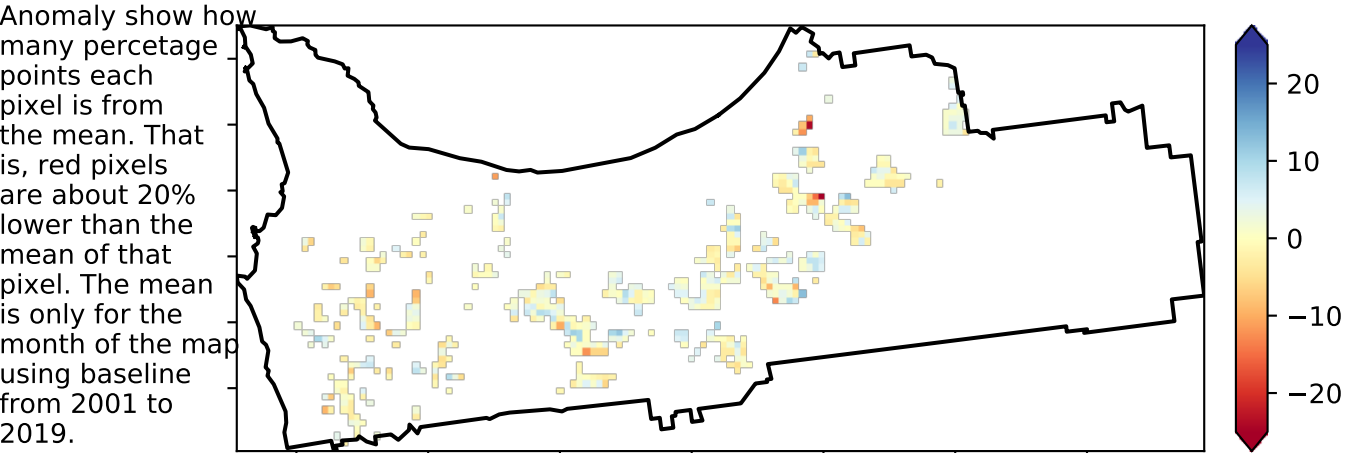 Anomaly show how
many percetage
points each
pixel is from
the mean. That
is, red pixels
are about 20%
lower than the
mean of that
pixel. The mean
is only for the
month of the map
using baseline
from 2001 to
2019.
20
10
0
−10
−20